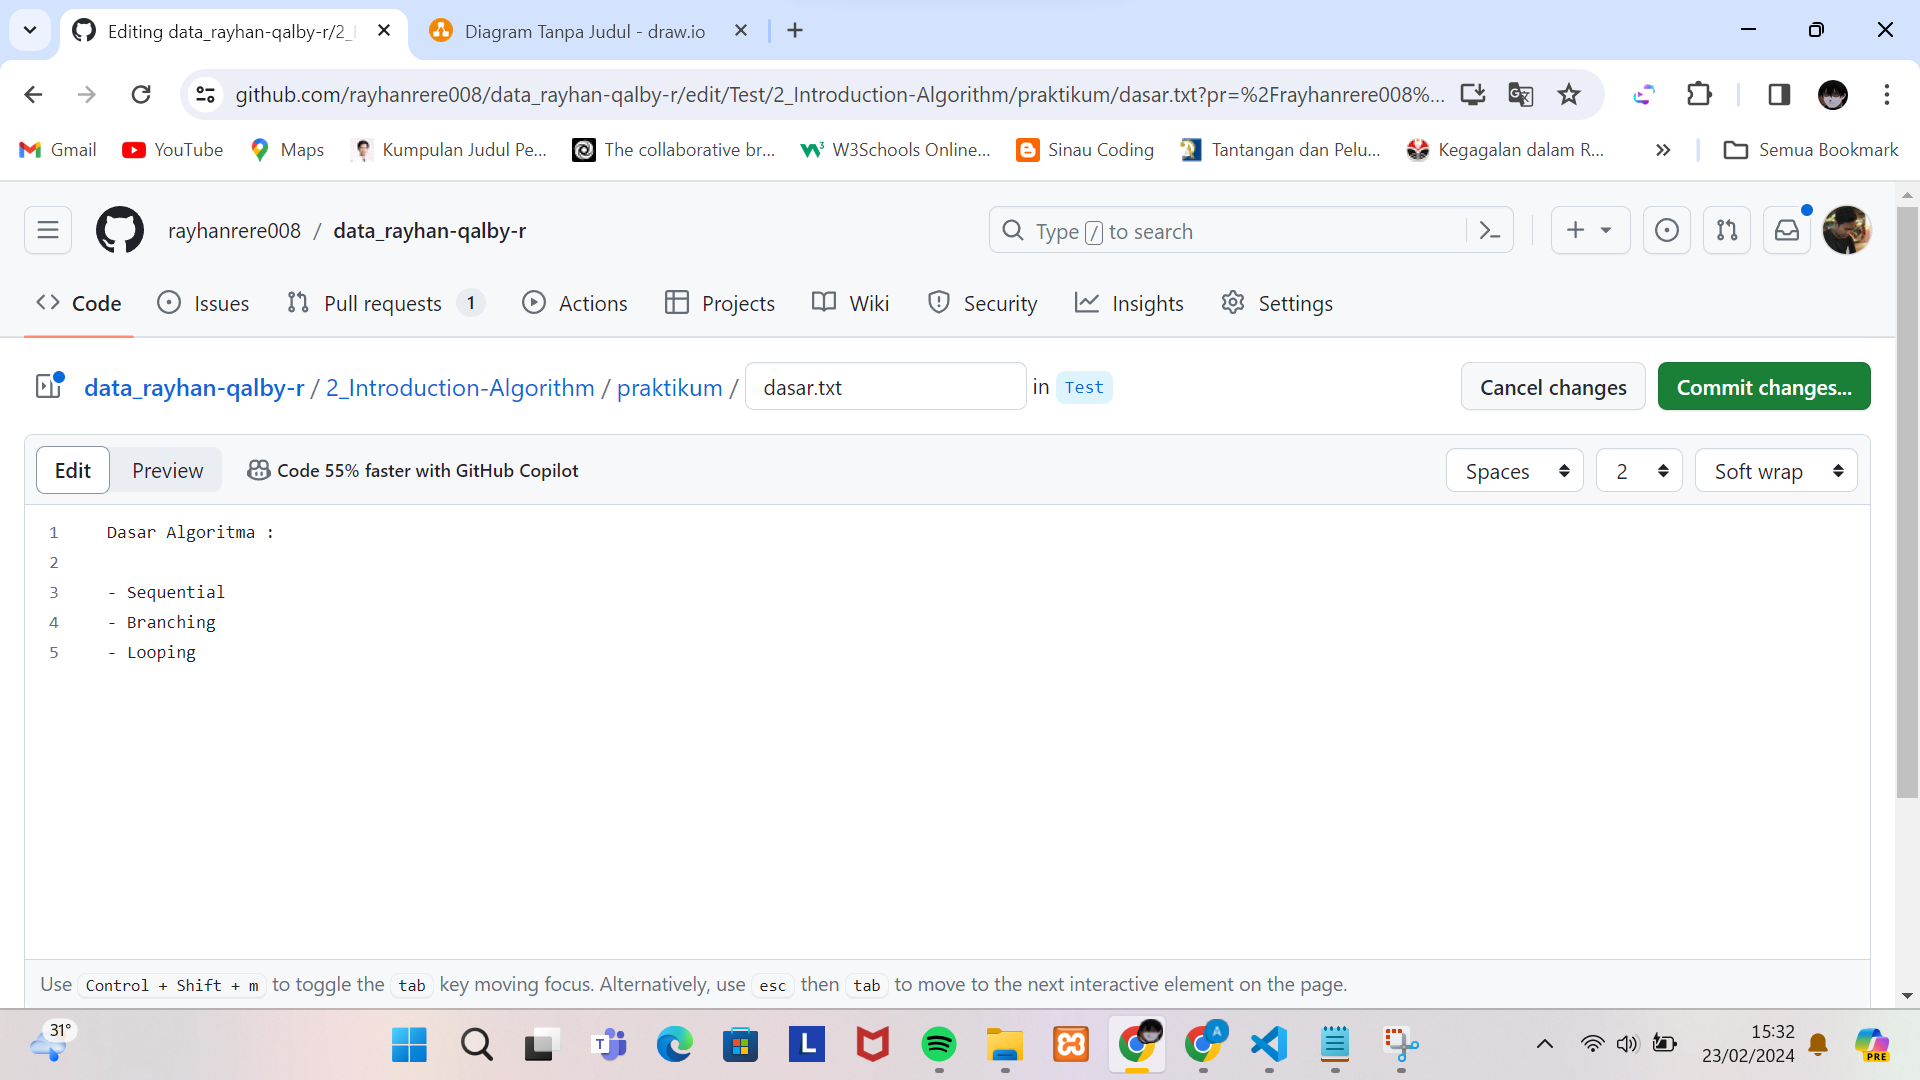 Editing data_rayhan-qalby-r/2_I
Diagram Tanpa Judul - draw.io
github.com/rayhanrere008/data_rayhan-qalby-r/edit/Test/2_Introduction-Algorithm/praktikum/dasar.txt?pr=%2Frayhanrere008%...
Gmail
YouTube
Maps
Kumpulan Judul Pe...
The collaborative br...
W3Schools Online...
Sinau Coding
Tantangan dan Pelu...
Kegagalan dalam R...
Semua Bookmark
rayhanrere008 / data_rayhan-qalby-r
Type / to search
Code
Issues
Pull requests 1
Actions
Projects
Wiki
Security
Insights
Settings
data_rayhan-qalby-r / 2_Introduction-Algorithm / praktikum / dasar.txt in Test
Cancel changes
Commit changes...
Edit
Preview
Code 55% faster with GitHub Copilot
Spaces
2
Soft wrap
1 Dasar Algoritma :
2
3 - Sequential
4 - Branching
5 - Looping
Use Control + Shift + m to toggle the tab key moving focus. Alternatively, use esc then tab to move to the next interactive element on the page.
31°
L
A
15:32
23/02/2024
PRE